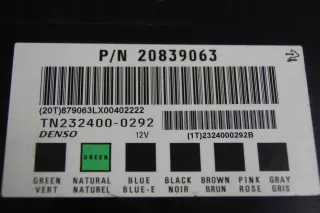 P/N 20839063
(20T)879063LX00402222
TN232400-0292
DENSO 12V (1T)2324000292B
GREEN
GREEN NATURAL BLUE BLACK BROWN PINK GRAY
VERT NATUREL BLUE-E NOIR BRUN ROSE GRIS